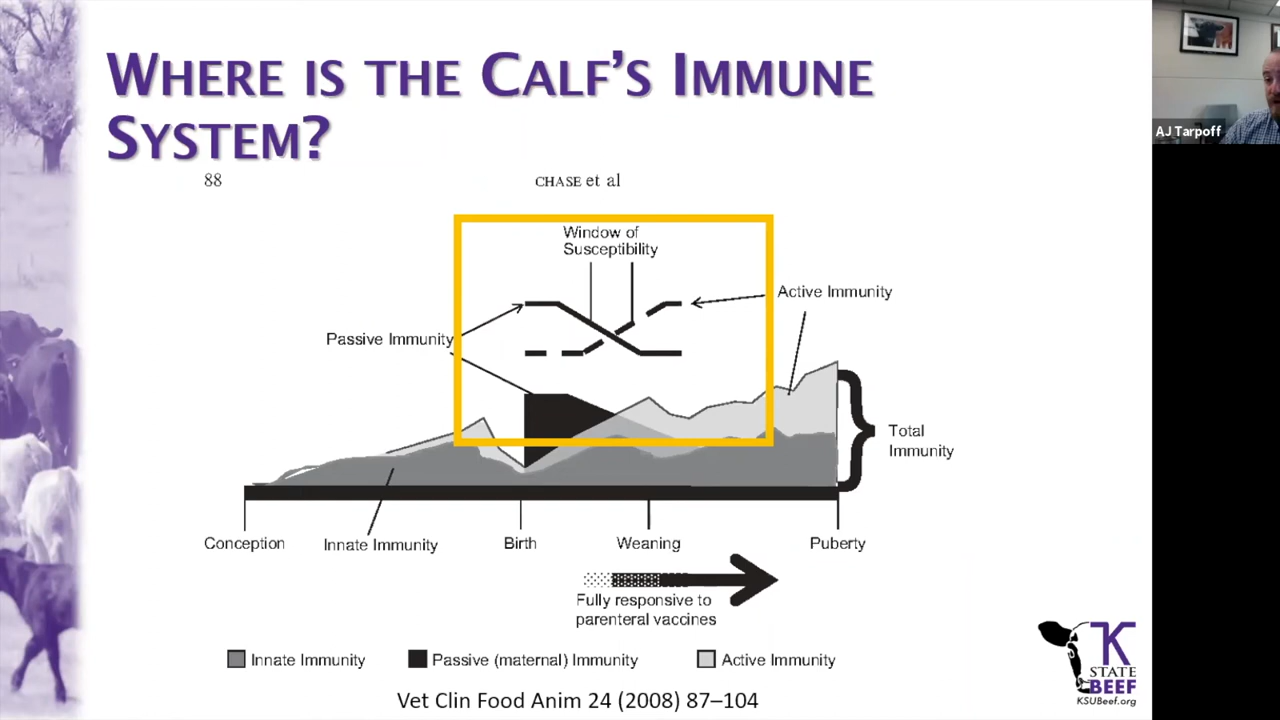 WHERE IS THE CALF'S IMMUNE
SYSTEM?
88
CHASE et al
AJ Tarpoff
Window of
Susceptibility
Active Immunity
Passive Immunity
Total
Immunity
Conception
Innate Immunity
Birth
Weaning
Puberty
Fully responsive to
parenteral vaccines
Innate Immunity
Passive (maternal) Immunity
Active Immunity
Vet Clin Food Anim 24 (2008) 87–104
K
STATE
BEEF
KSUBeef.org